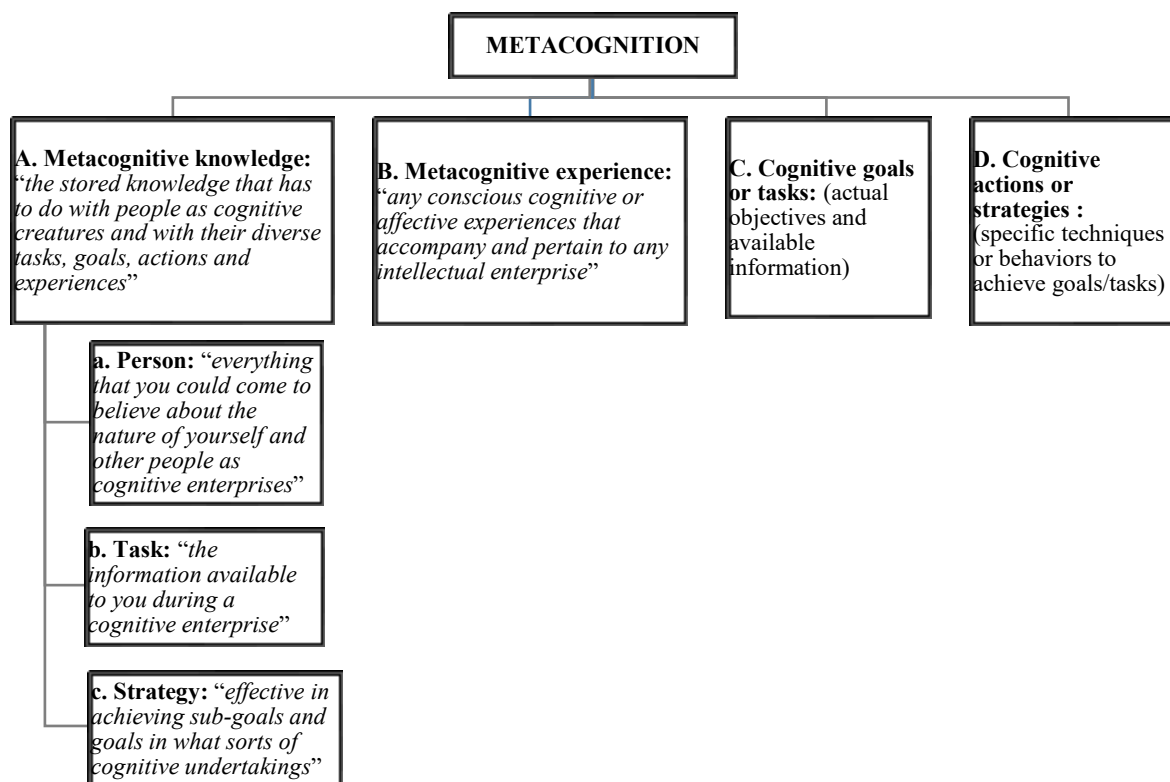 METACOGNITION
A. Metacognitive knowledge:
“the stored knowledge that has
to do with people as cognitive
creatures and with their diverse
tasks, goals, actions and
experiences”
B. Metacognitive experience:
“any conscious cognitive or
affective experiences that
accompany and pertain to any
intellectual enterprise”
C. Cognitive goals
or tasks: (actual
objectives and
available
information)
D. Cognitive
actions or
strategies :
(specific techniques
or behaviors to
achieve goals/tasks)
a. Person: “everything
that you could come to
believe about the
nature of yourself and
other people as
cognitive enterprises”
b. Task: “the
information available
to you during a
cognitive enterprise”
c. Strategy: “effective in
achieving sub-goals and
goals in what sorts of
cognitive undertakings”